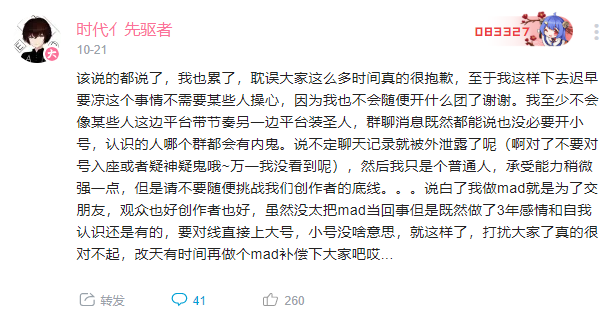 时代亻先驱者
10-21
083327
该说的都说了，我也累了，耽误大家这么多时间真的很抱歉，至于我这样下去迟早
要凉这个事情不需要某些人操心，因为我也不会随便开什么团了谢谢。我至少不会
像某些人这边平台带节奏另一边平台装圣人，群聊消息既然都能说也没必要开小
号，认识的人哪个群都会有内鬼。说不定聊天记录就被外泄露了呢（啊对了不要对
号入座或者疑神疑鬼哦~万一我没看到呢），然后我只是个普通人，承受能力稍微
强一点，但是请不要随便挑战我们创作者的底线。。。说白了我做mad就是为了交
朋友，观众也好创作者也好，虽然没太把mad当回事但是既然做了3年感情和自我
认识还是有的，要对线直接上大号，小号没啥意思，就这样了，打扰大家了真的很
对不起，改天有时间再做个mad补偿下大家吧哎...
转发
41
260